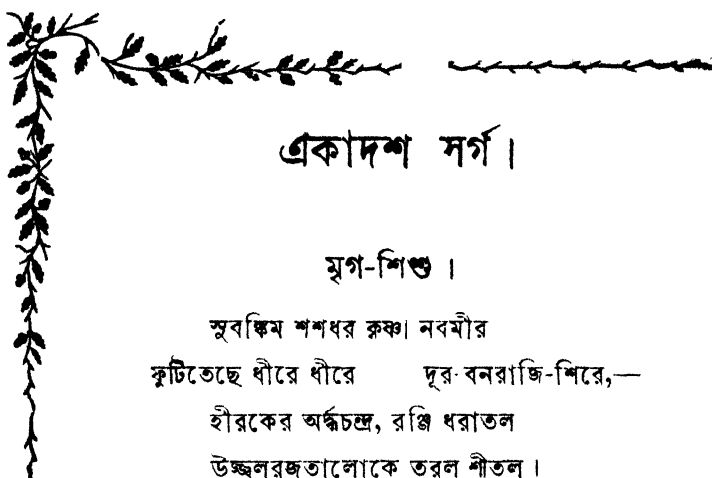 একাদশ সর্গ।
মৃগ-শিশু।
সুবঙ্কিম শশধর কৃষ্ণা নবমীর
ফুটিতেছে ধীরে ধীরে দূর-বনরাজি-শিরে,—
হীরকের অর্দ্ধচন্দ্র, রঞ্জি ধরাতল
উজ্জ্বলরজতালোকে তরল শীতল।